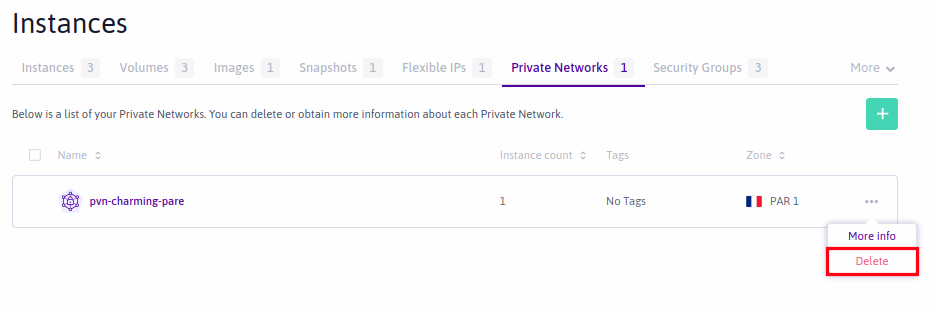 Instances
Instances 3 Volumes 3 Images 1 Snapshots 1 Flexible IPs 1 Private Networks 1 Security Groups 3 More
Below is a list of your Private Networks. You can delete or obtain more information about each Private Network.
+
Name Instance count Tags Zone
pvn-charming-pare 1 No Tags PAR 1 •••
More info
Delete